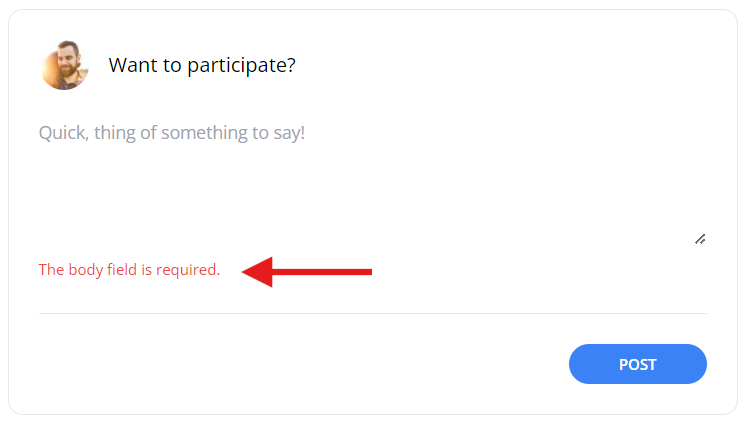 Want to participate?
Quick, thing of something to say!
The body field is required.
POST